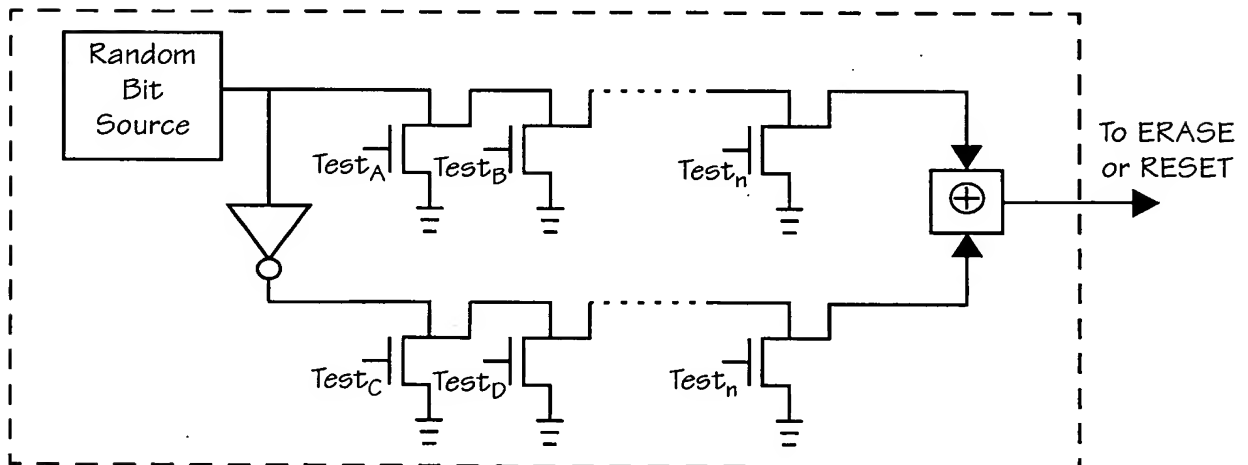 Random
Bit
Source
Test_A
Test_B
Test_n
To ERASE
or RESET
Test_C
Test_D
Test_n